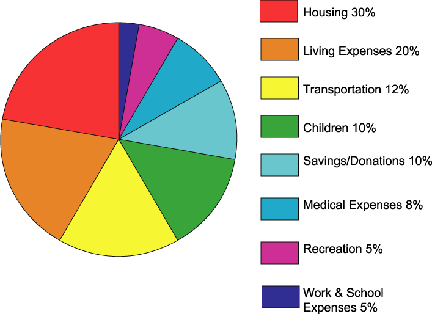 Housing 30%
Living Expenses 20%
Transportation 12%
Children 10%
Savings/Donations 10%
Medical Expenses 8%
Recreation 5%
Work & School
Expenses 5%